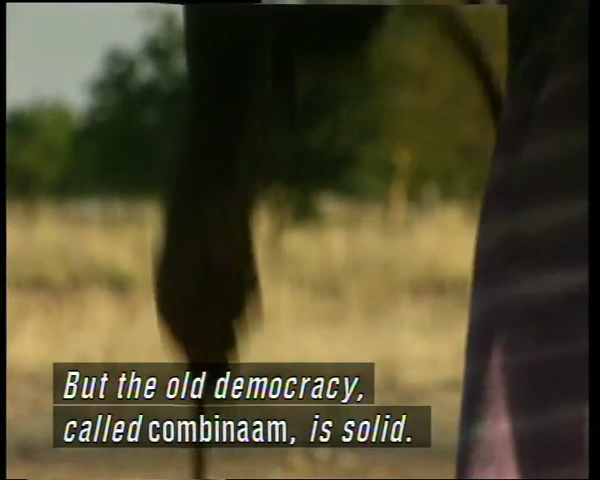 But the old democracy,
called combinaam, is solid.